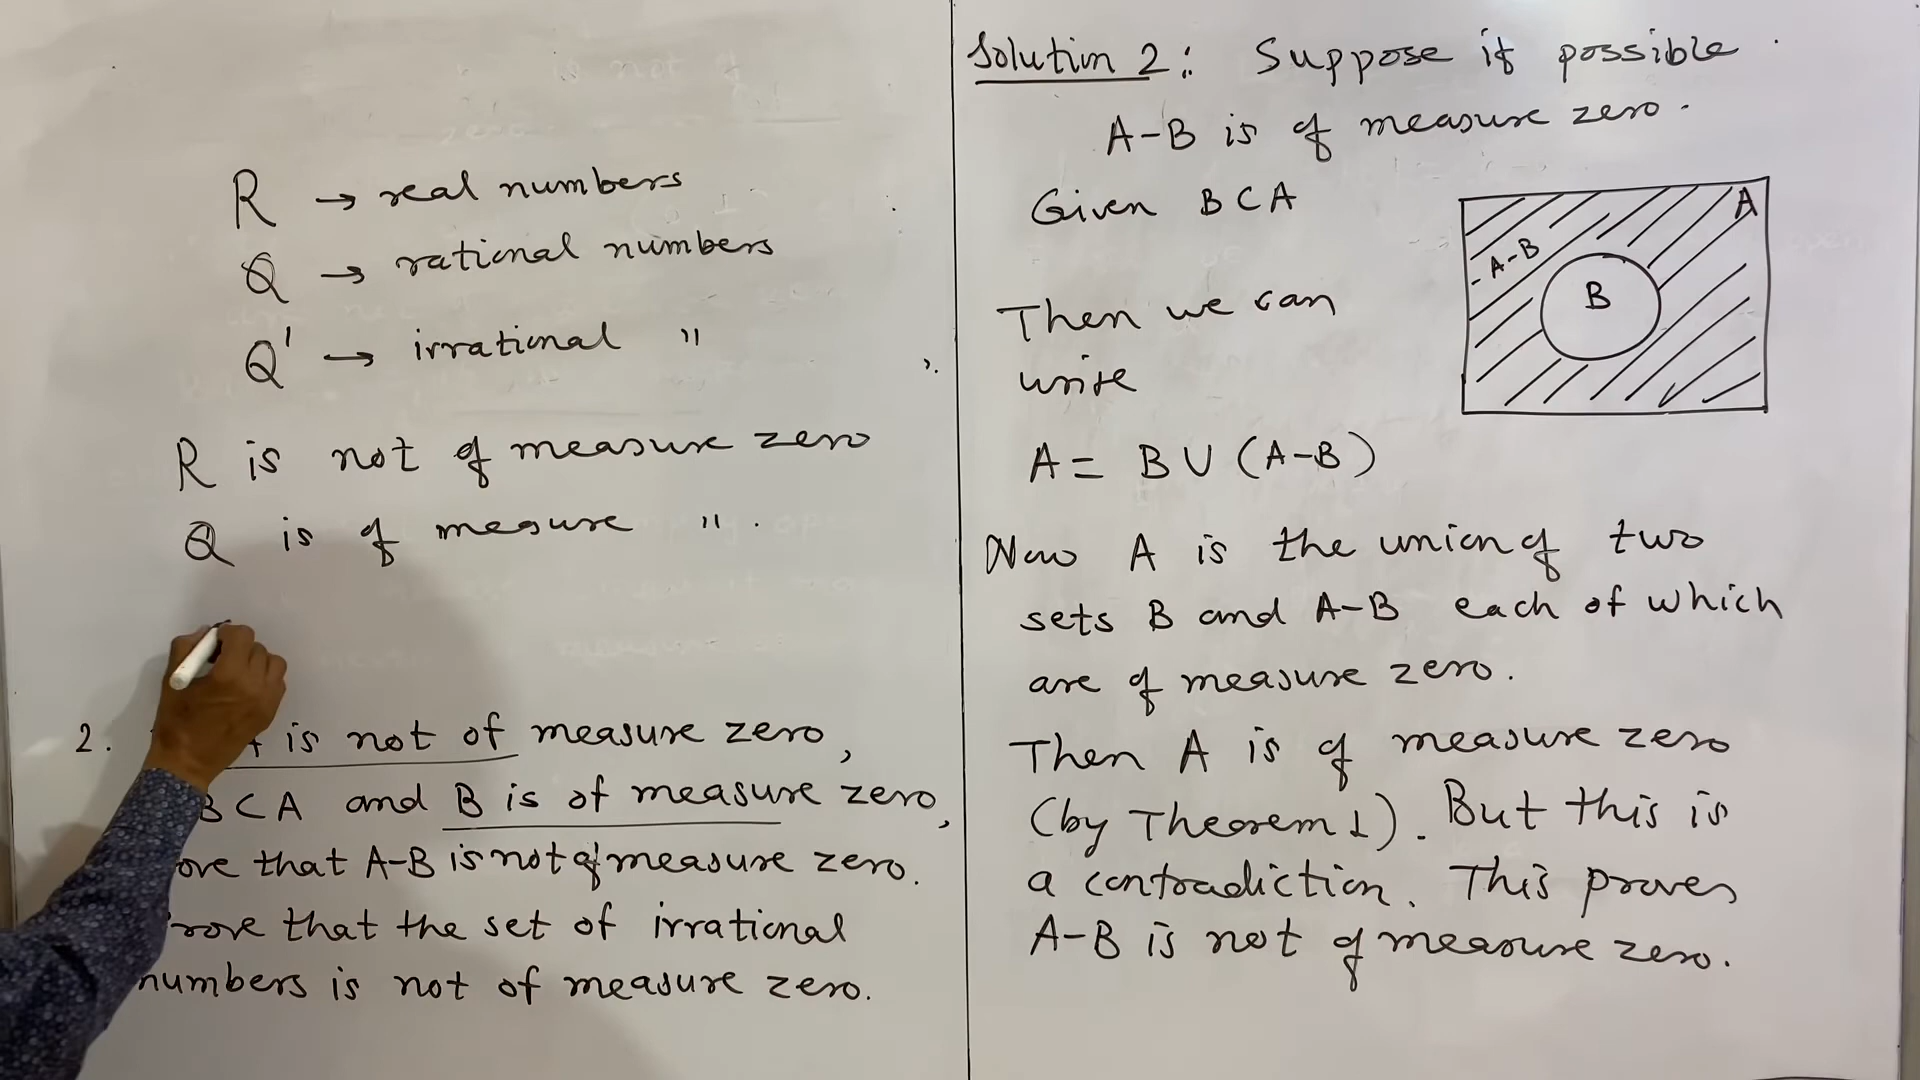 R → real numbers
Q → rational numbers
Q' → irrational "
R is not of measure zero
Q is of measure " .
2. is not of measure zero,
B ⊂ A and B is of measure zero,
ove that A-B is not of measure zero.
rove that the set of irrational
numbers is not of measure zero.
Solution 2: Suppose if possible
A-B is of measure zero.
Given B ⊂ A
Then we can
write
A = B ∪ (A-B)
Now A is the union of two
sets B and A-B each of which
are of measure zero.
Then A is of measure zero
(by Theorem 1). But this is
a contradiction. This proves
A-B is not of measure zero.
A
A-B
B